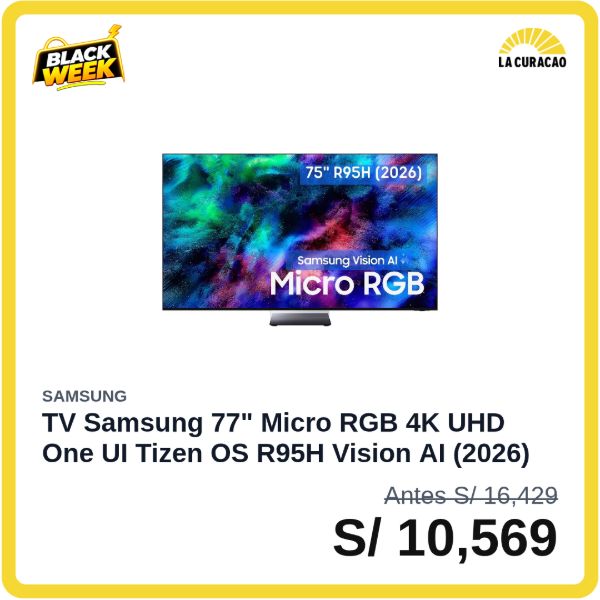 BLACK
WEEK
LA CURACAO
75" R95H (2026)
Samsung Vision AI
Micro RGB
SAMSUNG
TV Samsung 77" Micro RGB 4K UHD
One UI Tizen OS R95H Vision AI (2026)
Antes S/ 16,429
S/ 10,569